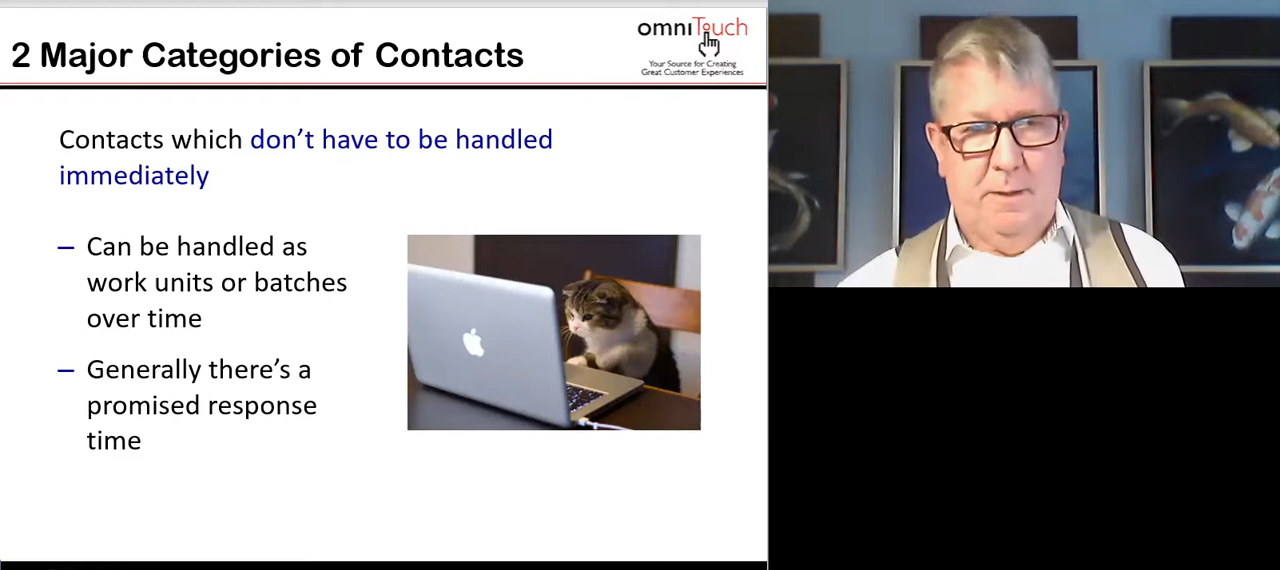 2 Major Categories of Contacts
omniTouch
Your Source for Creating
Great Customer Experiences
Contacts which don't have to be handled
immediately
– Can be handled as
work units or batches
over time
– Generally there's a
promised response
time